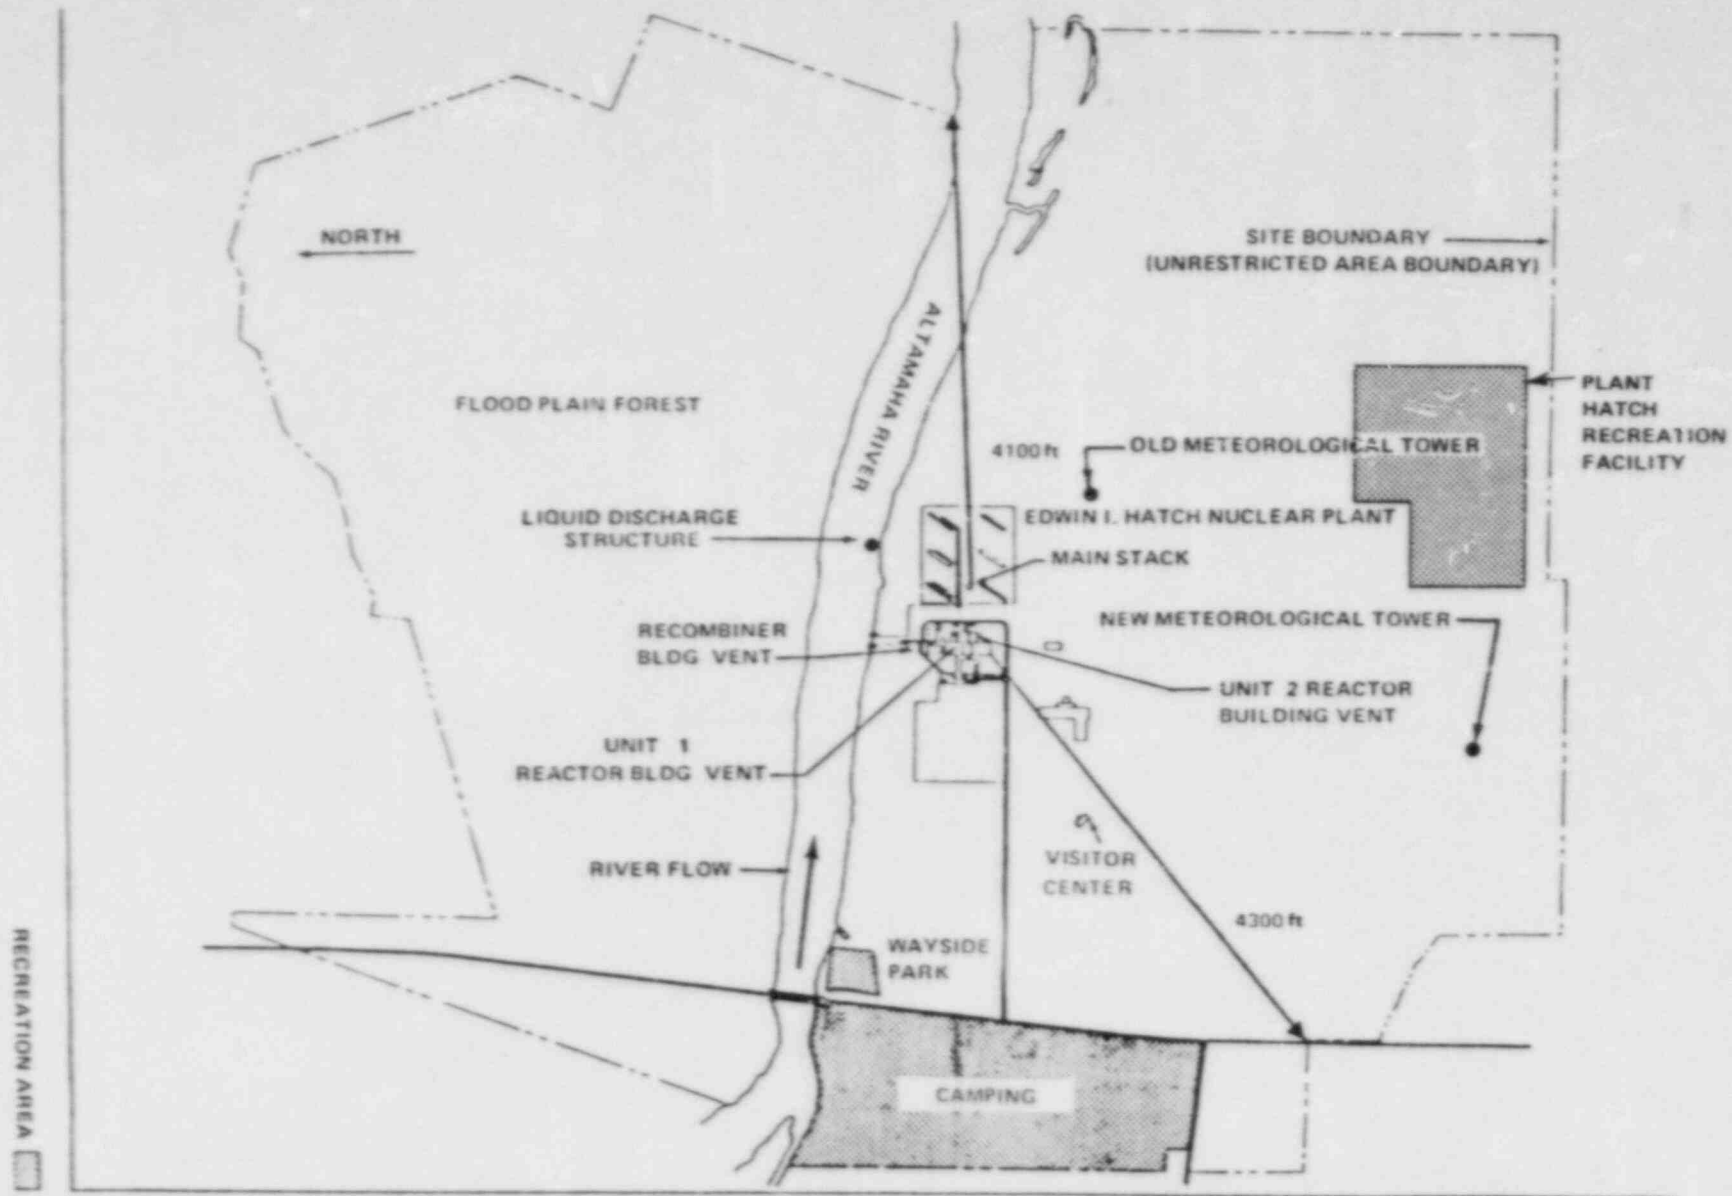 NORTH
SITE BOUNDARY
(UNRESTRICTED AREA BOUNDARY)
ALTAMAHA RIVER
FLOOD PLAIN FOREST
PLANT
HATCH
RECREATION
FACILITY
4100 ft
OLD METEOROLOGICAL TOWER
LIQUID DISCHARGE
STRUCTURE
EDWIN I. HATCH NUCLEAR PLANT
MAIN STACK
RECOMBINER
BLDG VENT
NEW METEOROLOGICAL TOWER
UNIT 2 REACTOR
BUILDING VENT
UNIT 1
REACTOR BLDG VENT
RIVER FLOW
VISITOR
CENTER
4300 ft
WAYSIDE
PARK
CAMPING
RECREATION AREA